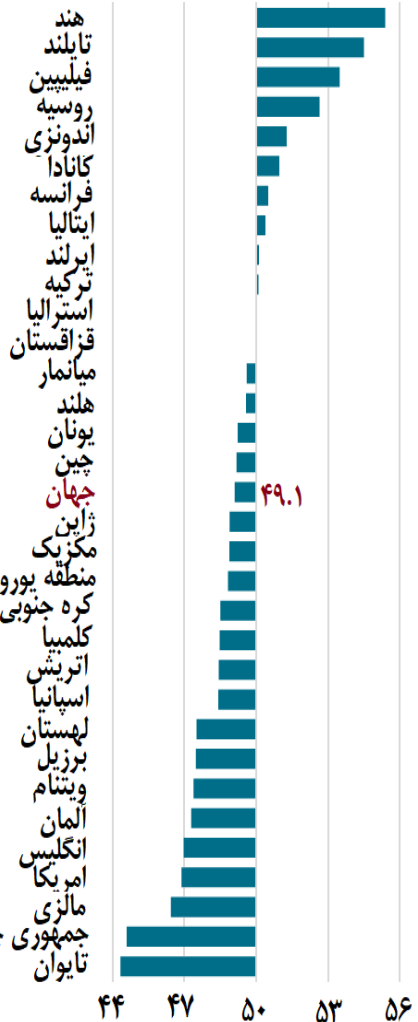 هند
تایلند
فیلیپین
روسیه
اندونزی
کانادا
فرانسه
ایتالیا
ایرلند
ترکیه
استرالیا
قزاقستان
میانمار
هلند
یونان
چین
جهان ۴۹.۱
ژاپن
مکزیک
منطقه یورو
کره جنوبی
کلمبیا
اتریش
اسپانیا
لهستان
برزیل
ویتنام
آلمان
انگلیس
امریکا
مالزی
جمهوری
تایوان
۴۴ ۴۷ ۵۰ ۵۳ ۵۶